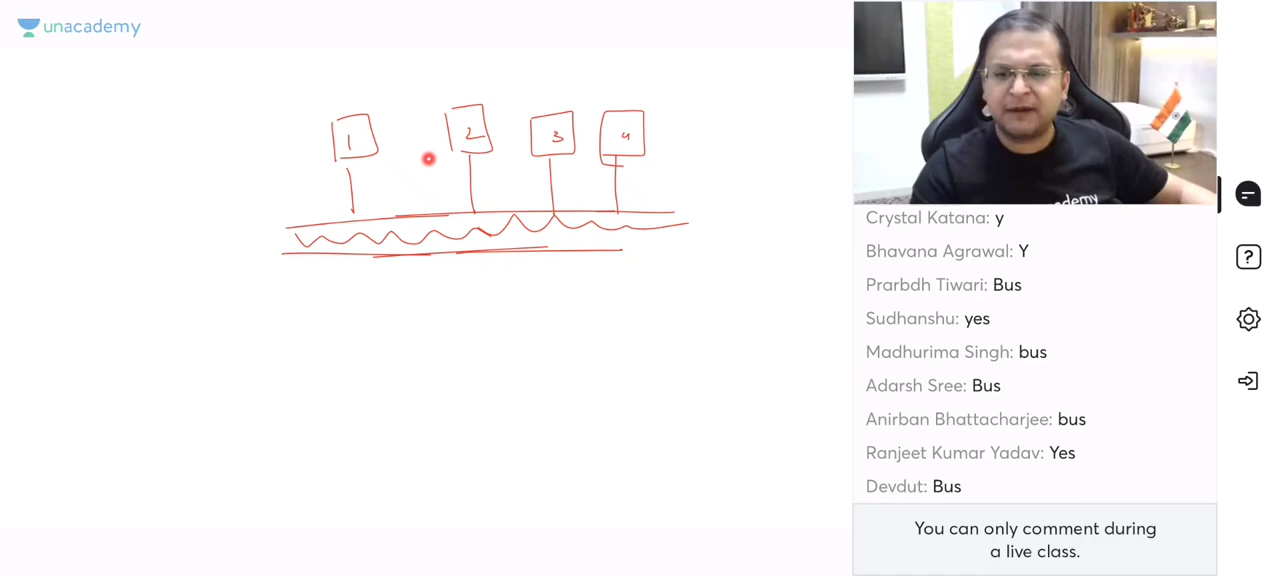 unacademy
1
2
3
4
ademy
Crystal Katana: y
Bhavana Agrawal: Y
Prarbdh Tiwari: Bus
Sudhanshu: yes
Madhurima Singh: bus
Adarsh Sree: Bus
Anirban Bhattacharjee: bus
Ranjeet Kumar Yadav: Yes
Devdut: Bus
You can only comment during
a live class.
?